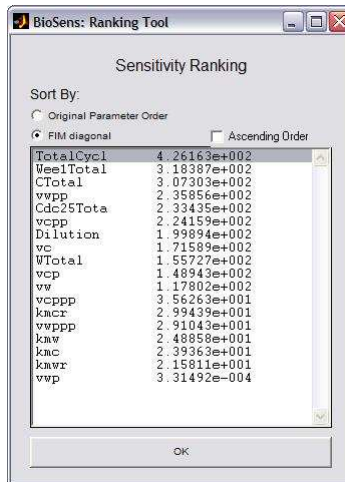 BioSens: Ranking Tool
Sensitivity Ranking
Sort By:
Original Parameter Order
FIM diagonal
Ascending Order
TotalCycl 4.26163e+002
Wee1Total 3.18387e+002
CTotal 3.07303e+002
vwpp 2.35856e+002
Cdc25Tota 2.33435e+002
vcpp 2.24159e+002
Dilution 1.99894e+002
vc 1.71589e+002
WTotal 1.55727e+002
vcp 1.48943e+002
vw 1.17802e+002
vcppp 3.56263e+001
kmcr 2.99439e+001
vwppp 2.91043e+001
kmw 2.48858e+001
kmc 2.39363e+001
kmwr 2.15811e+001
vwp 3.31492e-004
OK